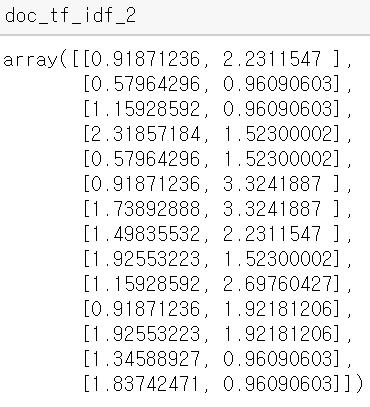 doc_tf_idf_2
array([[0.91871236, 2.2311547 ],
[0.57964296, 0.96090603],
[1.15928592, 0.96090603],
[2.31857184, 1.52300002],
[0.57964296, 1.52300002],
[0.91871236, 3.3241887 ],
[1.73892888, 3.3241887 ],
[1.49835532, 2.2311547 ],
[1.92553223, 1.52300002],
[1.15928592, 2.69760427],
[0.91871236, 1.92181206],
[1.92553223, 1.92181206],
[1.34588927, 0.96090603],
[1.83742471, 0.96090603]])